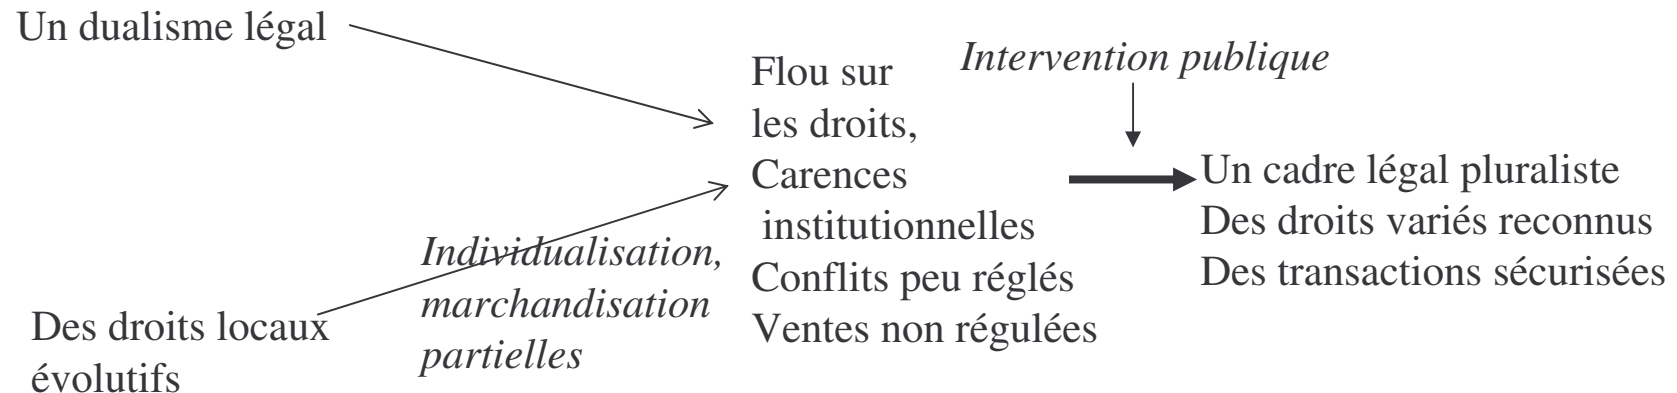 Un dualisme légal
Des droits locaux
évolutifs
Individualisation,
marchandisation
partielles
Flou sur
les droits,
Carences
institutionnelles
Conflits peu réglés
Ventes non régulées
Intervention publique
Un cadre légal pluraliste
Des droits variés reconnus
Des transactions sécurisées